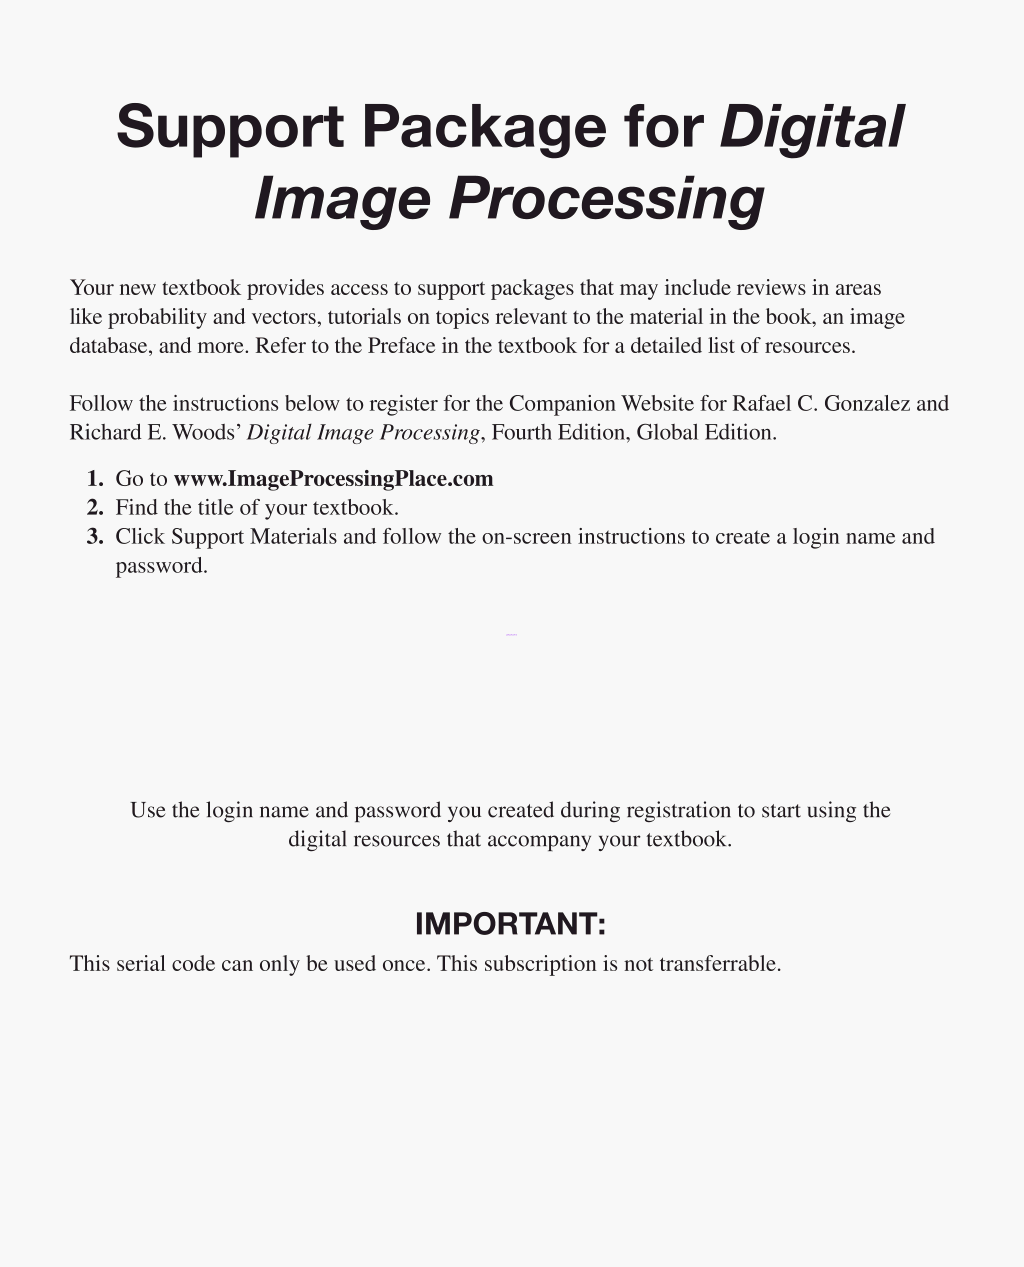 Support Package for Digital
Image Processing
Your new textbook provides access to support packages that may include reviews in areas
like probability and vectors, tutorials on topics relevant to the material in the book, an image
database, and more. Refer to the Preface in the textbook for a detailed list of resources.
Follow the instructions below to register for the Companion Website for Rafael C. Gonzalez and
Richard E. Woods’ Digital Image Processing, Fourth Edition, Global Edition.
1. Go to www.ImageProcessingPlace.com
2. Find the title of your textbook.
3. Click Support Materials and follow the on-screen instructions to create a login name and
password.
Use the login name and password you created during registration to start using the
digital resources that accompany your textbook.
IMPORTANT:
This serial code can only be used once. This subscription is not transferrable.